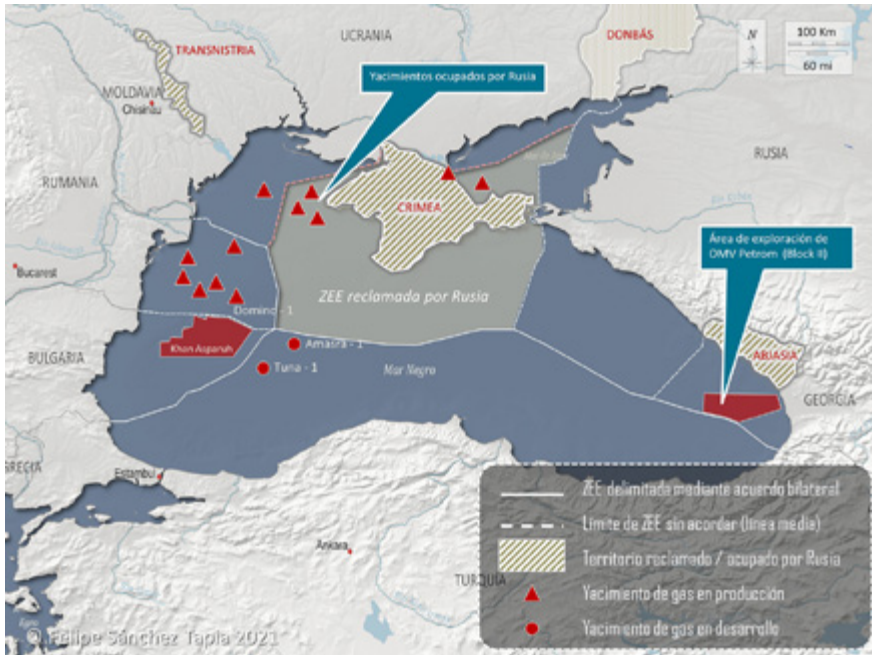 UCRANIA
DONBÁS
N
100 Km
60 mi
TRANSNISTRIA
Yacimientos ocupados por Rusia
MOLDAVIA
Chisinau
RUSIA
RUMANIA
CRIMEA
Área de exploración de
OMV Petrom (Block II)
Bucarest
ZEE reclamada por Rusia
Domino - 1
Khan Asparuh
Amasra - 1
BULGARIA
Tuna - 1
Mar Negro
ABJASIA
GEORGIA
GRECIA
Estambul
ZEE delimitada mediante acuerdo bilateral
Límite de ZEE sin acordar (línea media)
Ankara
Territorio reclamado / ocupado por Rusia
TURQUÍA
Yacimiento de gas en producción
Yacimiento de gas en desarrollo
Egeo
© Felipe Sánchez Tapia 2021